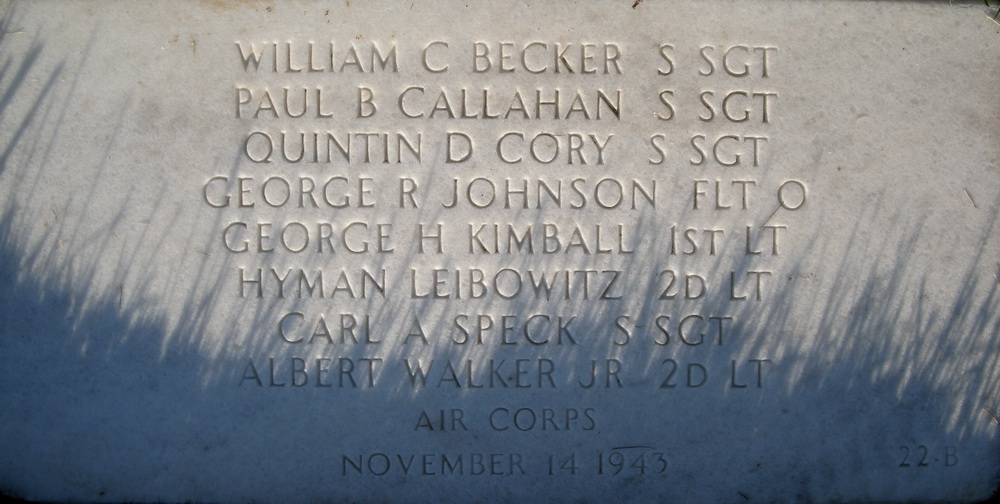 WILLIAM C BECKER S SGT
PAUL B CALLAHAN S SGT
QUINTIN D CORY S SGT
GEORGE R JOHNSON FLT O
GEORGE H KIMBALL 1ST LT
HYMAN LEIBOWITZ 2D LT
CARL A SPECK S SGT
ALBERT WALKER JR 2D LT
AIR CORPS
NOVEMBER 14 1943
22-B